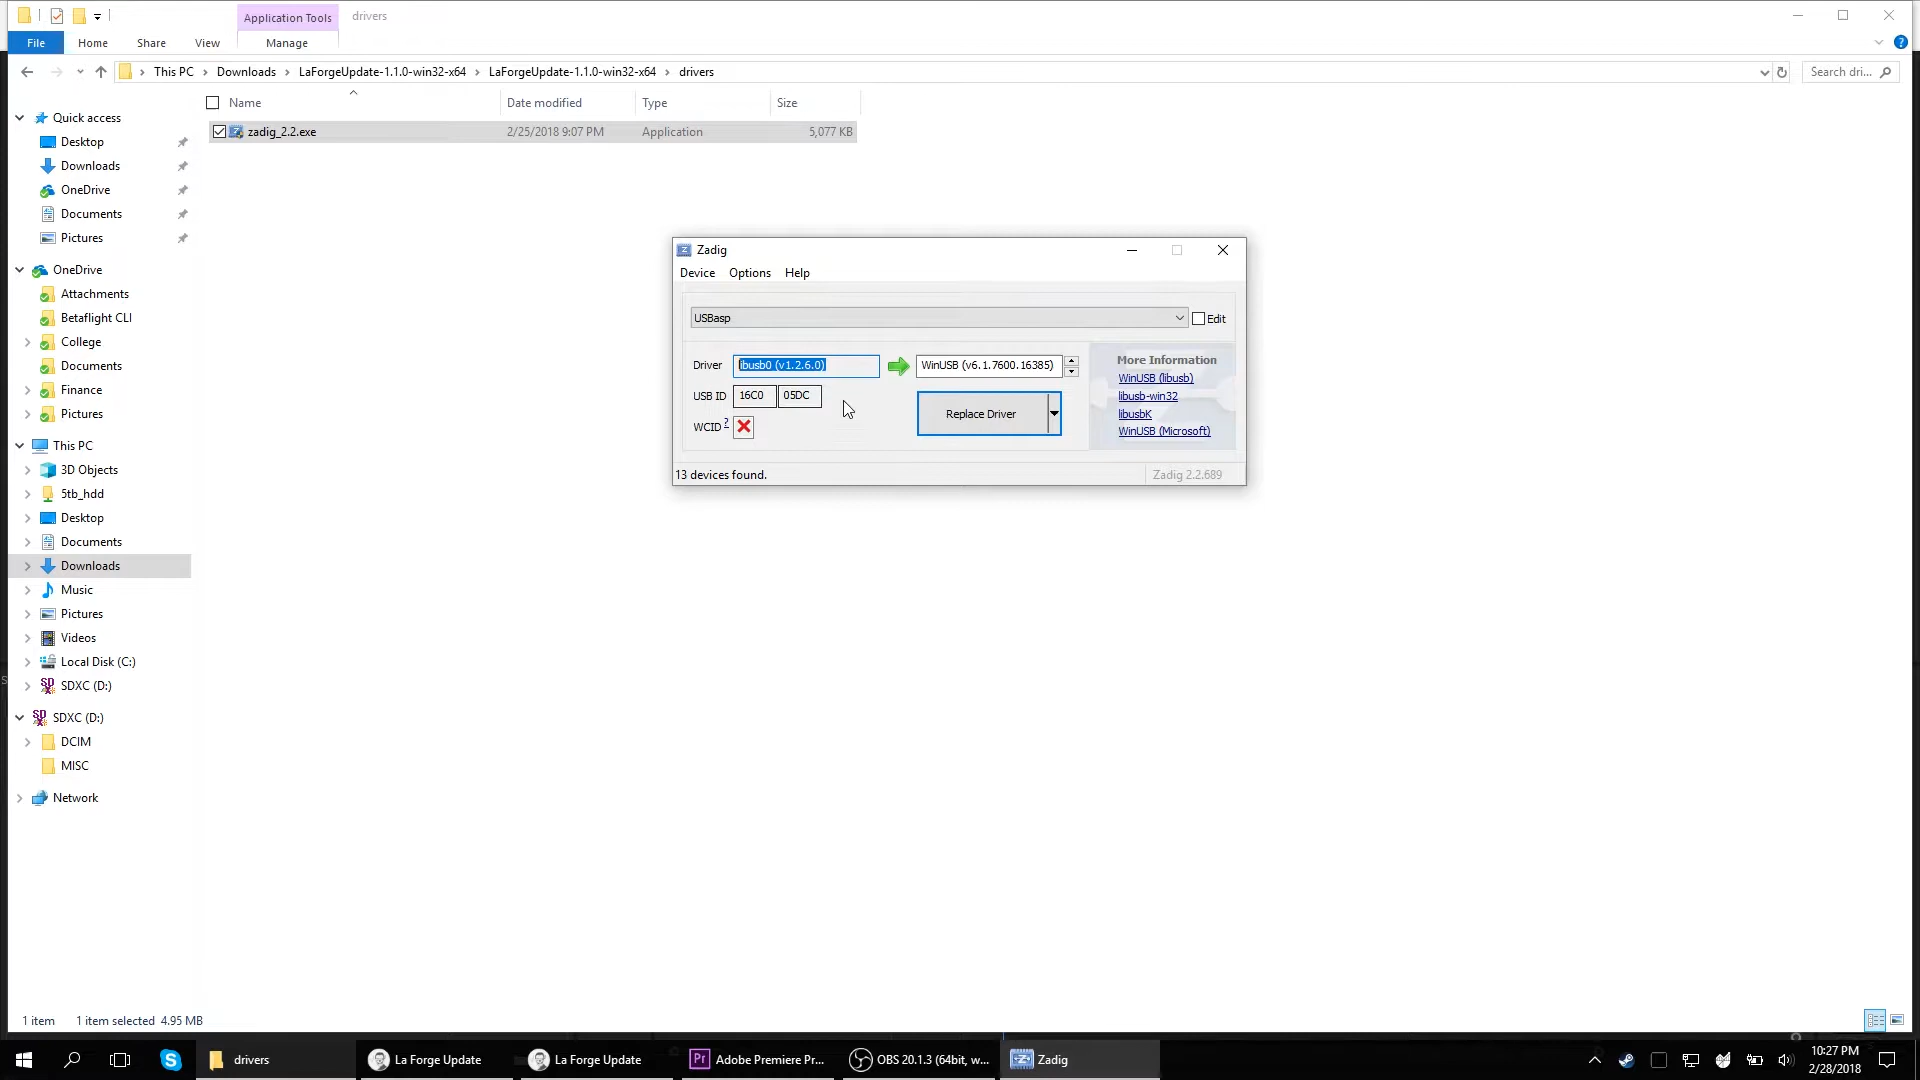 Application Tools
drivers
File
Home
Share
View
Manage
This PC
Downloads
LaForgeUpdate-1.1.0-win32-x64
LaForgeUpdate-1.1.0-win32-x64
drivers
Search dri...
Name
Date modified
Type
Size
zadig_2.2.exe
2/25/2018 9:07 PM
Application
5,077 KB
Quick access
Desktop
Downloads
OneDrive
Documents
Pictures
OneDrive
Attachments
Betaflight CLI
College
Documents
Finance
Pictures
This PC
3D Objects
5tb_hdd
Desktop
Documents
Downloads
Music
Pictures
Videos
Local Disk (C:)
SDXC (D:)
SDXC (D:)
DCIM
MISC
Network
Zadig
Device
Options
Help
USBasp
Edit
Driver
libusb0 (v1.2.6.0)
WinUSB (v6.1.7600.16385)
USB ID
16C0
05DC
WCID ?
Replace Driver
More Information
WinUSB (libusb)
libusb-win32
libusbK
WinUSB (Microsoft)
13 devices found.
Zadig 2.2.689
1 item
1 item selected 4.95 MB
drivers
La Forge Update
La Forge Update
Adobe Premiere Pr...
OBS 20.1.3 (64bit, w...
Zadig
10:27 PM
2/28/2018